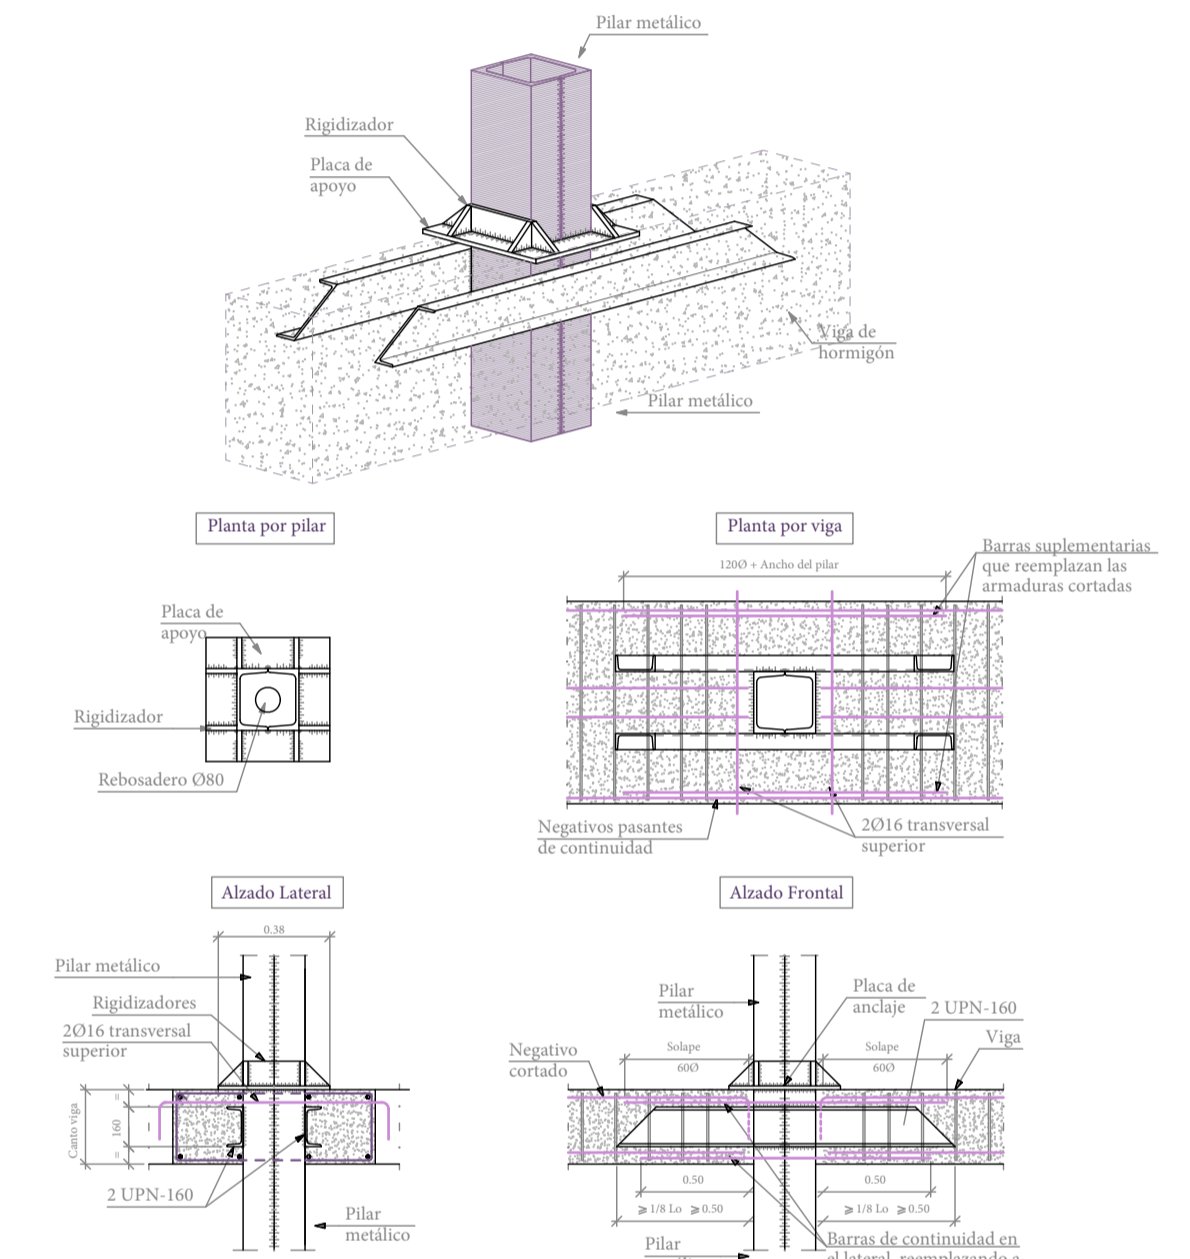 Pilar metálico
Rigidizador
Placa de
apoyo
Viga de
hormigón
Pilar metálico
Planta por pilar
Planta por viga
Barras suplementarias
que reemplazan las
armaduras cortadas
120Ø + Ancho del pilar
Placa de
apoyo
Rigidizador
Rebosadero Ø80
Negativos pasantes
de continuidad
2Ø16 transversal
superior
Alzado Lateral
Alzado Frontal
0.38
Pilar metálico
Rigidizadores
2Ø16 transversal
superior
Canto viga
=
160
=
2 UPN-160
Pilar
metálico
Pilar
metálico
Placa de
anclaje
2 UPN-160
Viga
Negativo
cortado
Solape
60Ø
Solape
60Ø
0.50
0.50
⩾ 1/8 Lo ⩾ 0.50
⩾ 1/8 Lo ⩾ 0.50
Pilar
Barras de continuidad en
el lateral, reemplazando a